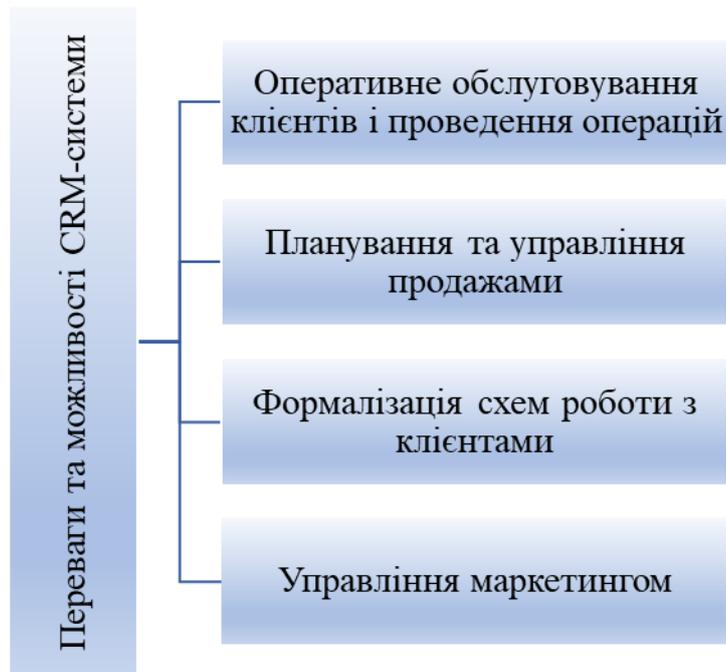 Переваги та можливості CRM-системи
Оперативне обслуговування
клієнтів і проведення операцій
Планування та управління
продажами
Формалізація схем роботи з
клієнтами
Управління маркетингом